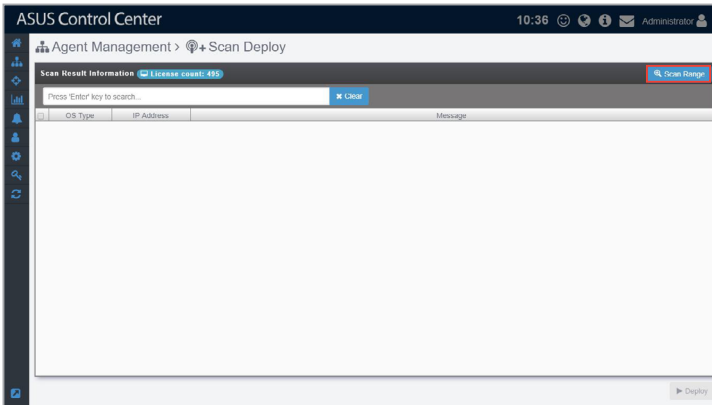 ASUS Control Center
10:36
Administrator
Agent Management > Scan Deploy
Scan Result Information License count: 495
Scan Range
Press 'Enter' key to search...
Clear
OS Type IP Address Message
Deploy